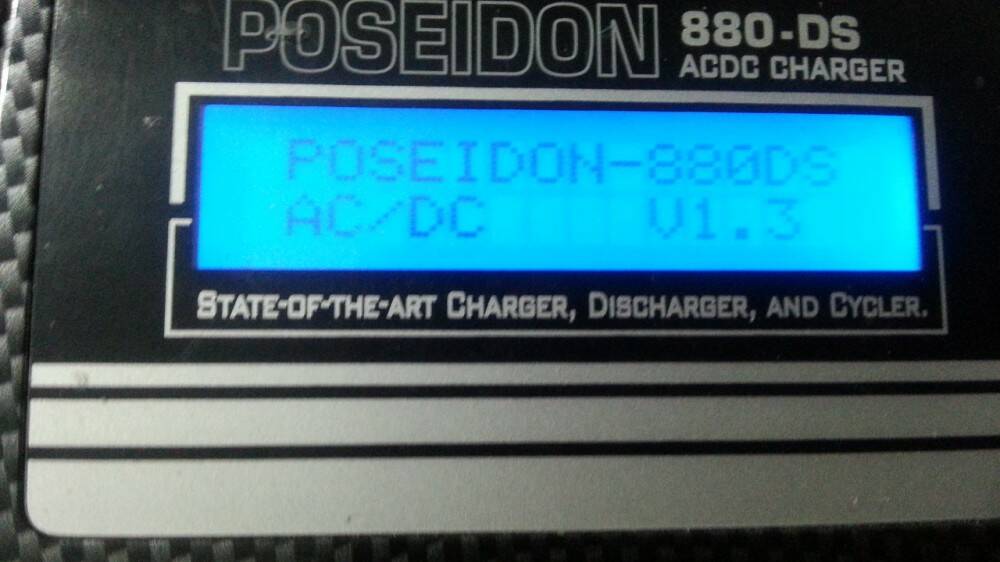 POSEIDON 880-DS
ACDC CHARGER
POSEIDON-880DS
AC/DC V1.3
STATE-OF-THE-ART CHARGER, DISCHARGER, AND CYCLER.